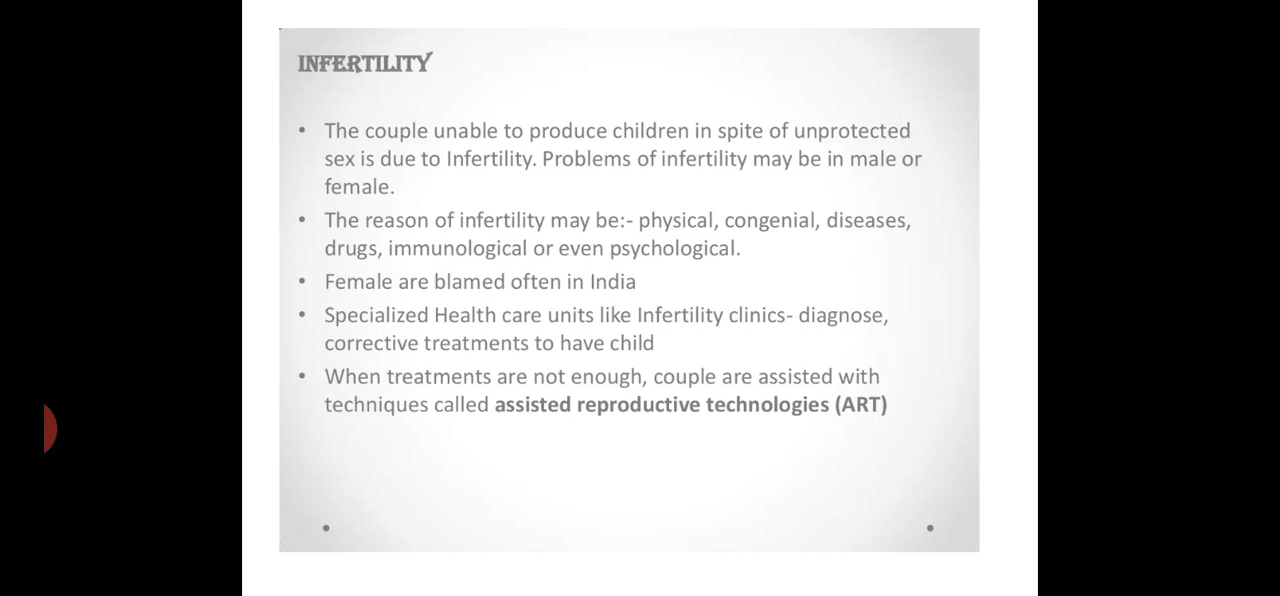 INFERTILITY
• The couple unable to produce children in spite of unprotected
sex is due to Infertility. Problems of infertility may be in male or
female.
• The reason of infertility may be:- physical, congenial, diseases,
drugs, immunological or even psychological.
• Female are blamed often in India
• Specialized Health care units like Infertility clinics- diagnose,
corrective treatments to have child
• When treatments are not enough, couple are assisted with
techniques called assisted reproductive technologies (ART)